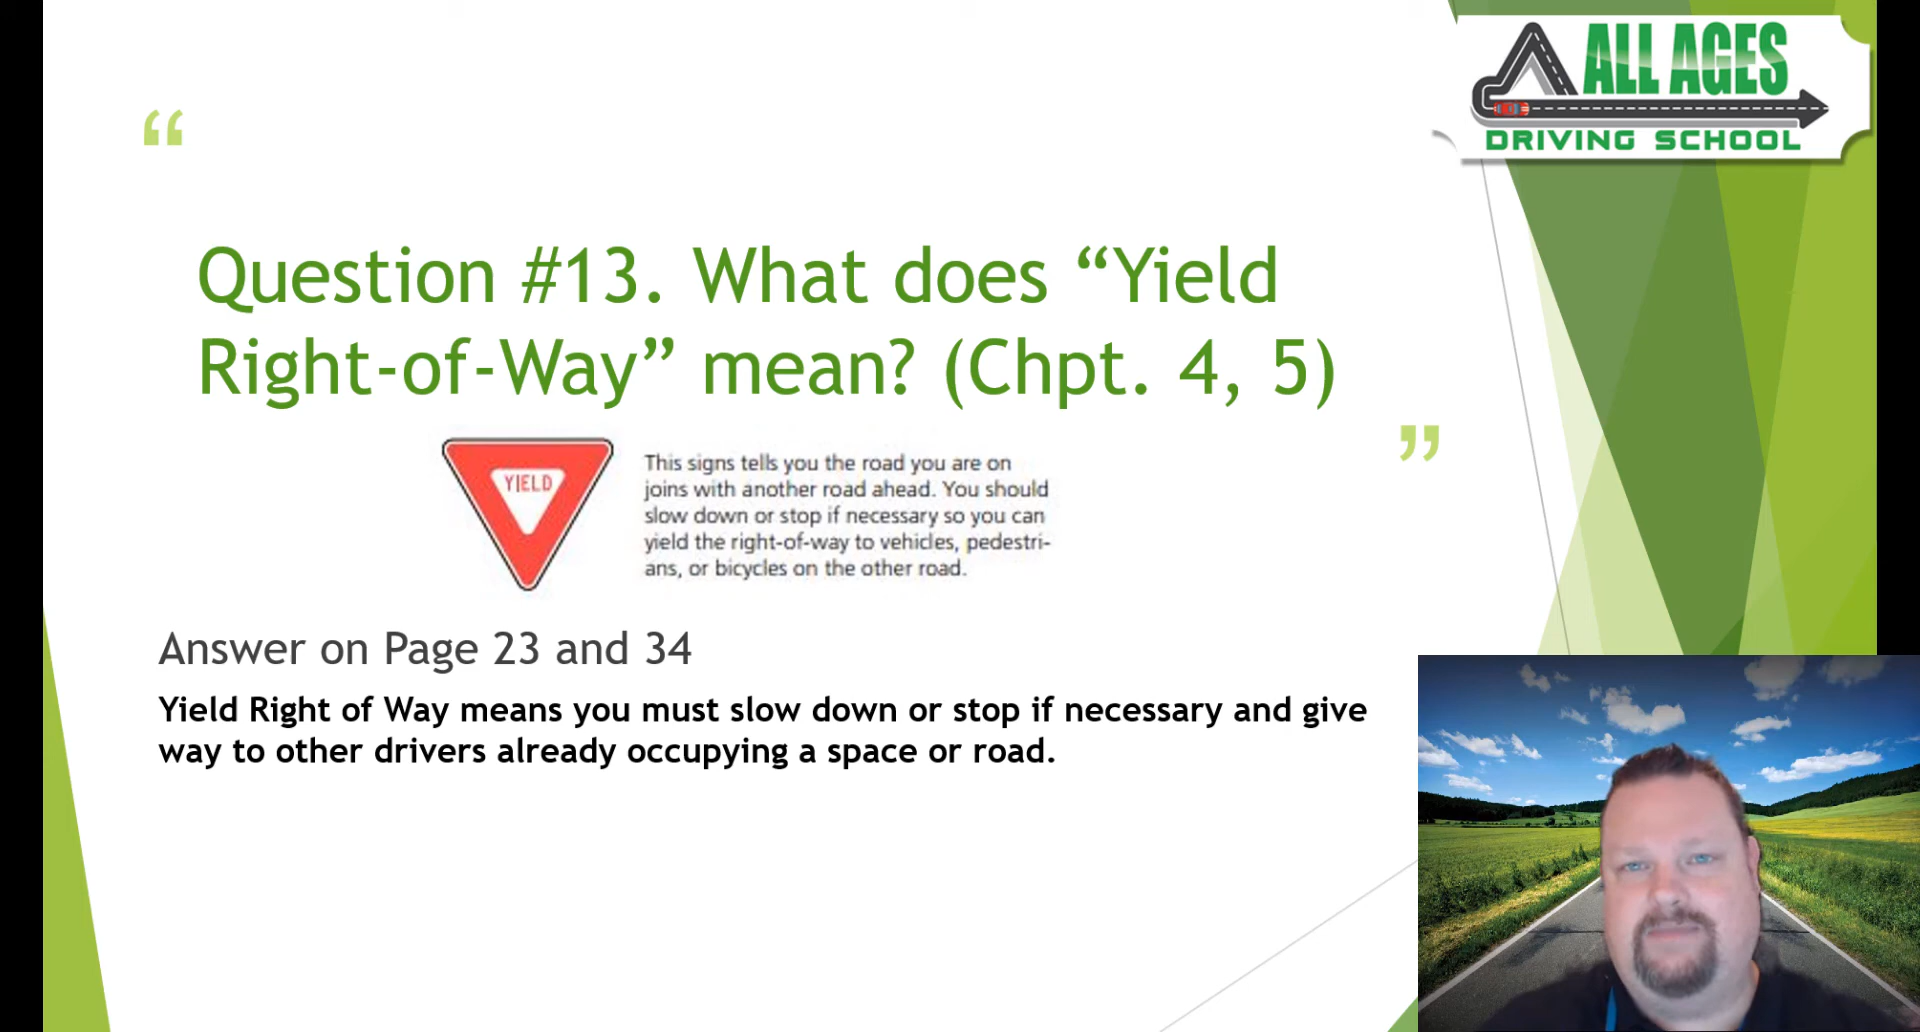 ALL AGES
DRIVING SCHOOL
“
Question #13. What does “Yield
Right-of-Way” mean? (Chpt. 4, 5)
”
YIELD
This signs tells you the road you are on
joins with another road ahead. You should
slow down or stop if necessary so you can
yield the right-of-way to vehicles, pedestri-
ans, or bicycles on the other road.
Answer on Page 23 and 34
Yield Right of Way means you must slow down or stop if necessary and give
way to other drivers already occupying a space or road.